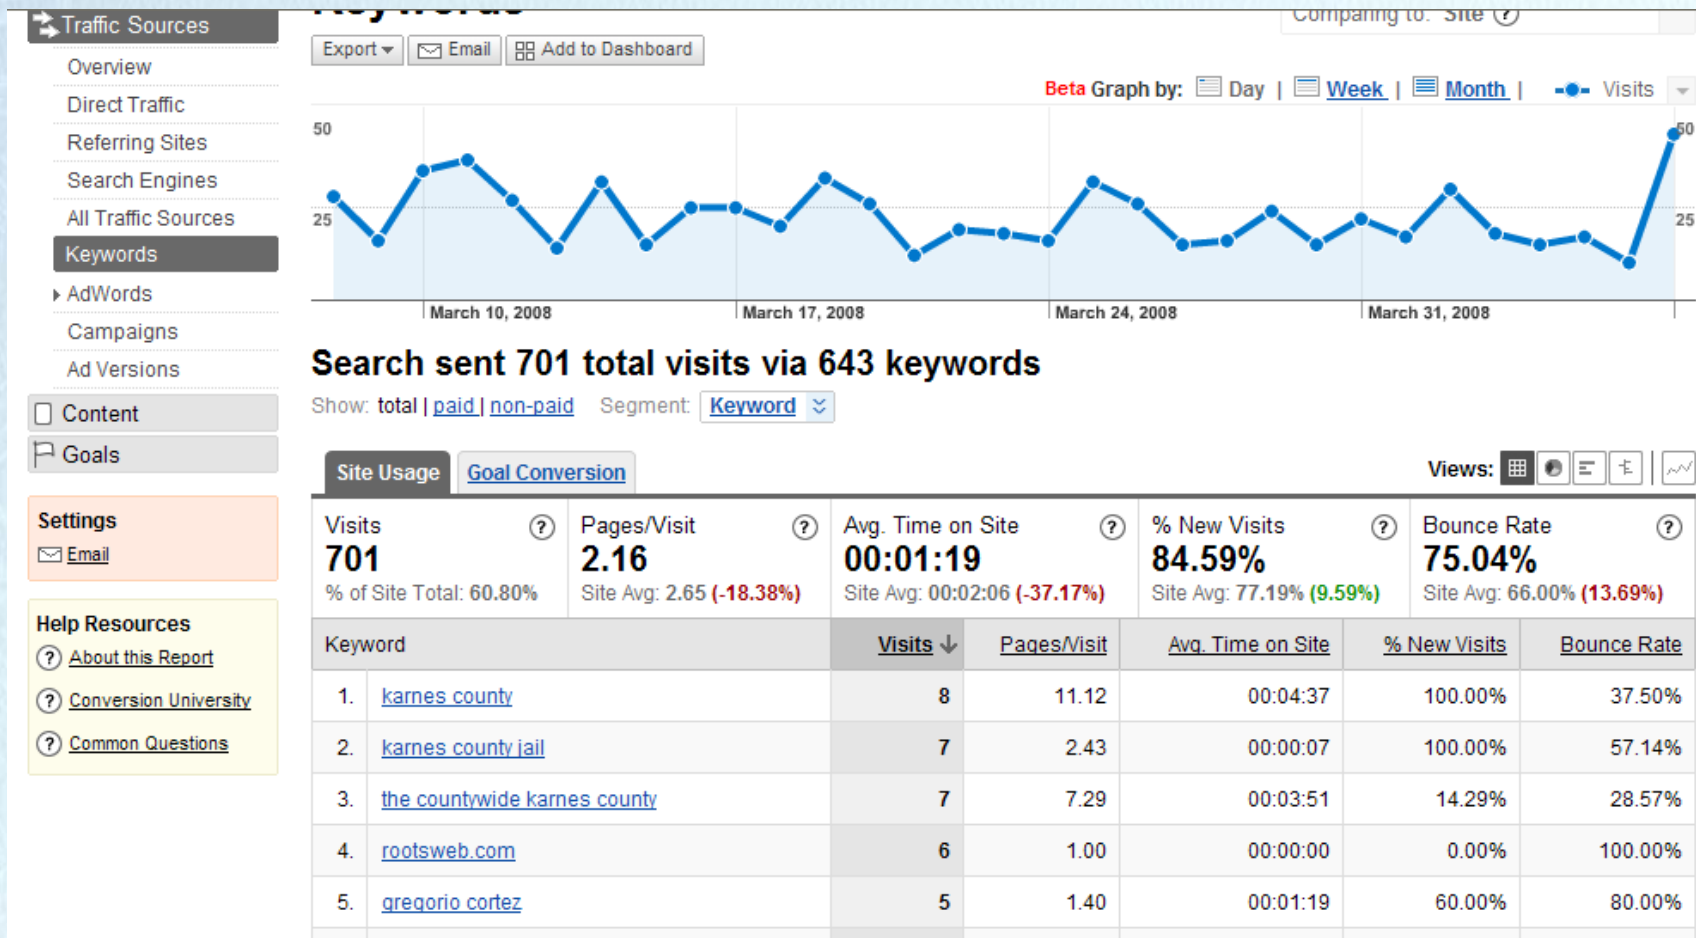 Traffic Sources
Overview
Direct Traffic
Referring Sites
Search Engines
All Traffic Sources
Keywords
AdWords
Campaigns
Ad Versions
Content
Goals
Settings
Email
Help Resources
About this Report
Conversion University
Common Questions
Keywords
Comparing to: Site
Export Email Add to Dashboard
Beta Graph by: Day | Week | Month | Visits
50 50
25 25
March 10, 2008 March 17, 2008 March 24, 2008 March 31, 2008
Search sent 701 total visits via 643 keywords
Show: total | paid | non-paid Segment: Keyword
Site Usage Goal Conversion Views:
Visits ? Pages/Visit ? Avg. Time on Site ? % New Visits ? Bounce Rate ?
701 2.16 00:01:19 84.59% 75.04%
% of Site Total: 60.80% Site Avg: 2.65 (-18.38%) Site Avg: 00:02:06 (-37.17%) Site Avg: 77.19% (9.59%) Site Avg: 66.00% (13.69%)
Keyword Visits Pages/Visit Avg. Time on Site % New Visits Bounce Rate
1. karnes county 8 11.12 00:04:37 100.00% 37.50%
2. karnes county jail 7 2.43 00:00:07 100.00% 57.14%
3. the countywide karnes county 7 7.29 00:03:51 14.29% 28.57%
4. rootsweb.com 6 1.00 00:00:00 0.00% 100.00%
5. gregorio cortez 5 1.40 00:01:19 60.00% 80.00%